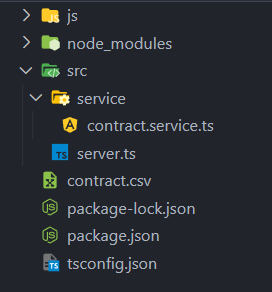 js
node_modules
src
service
contract.service.ts
server.ts
contract.csv
package-lock.json
package.json
tsconfig.json